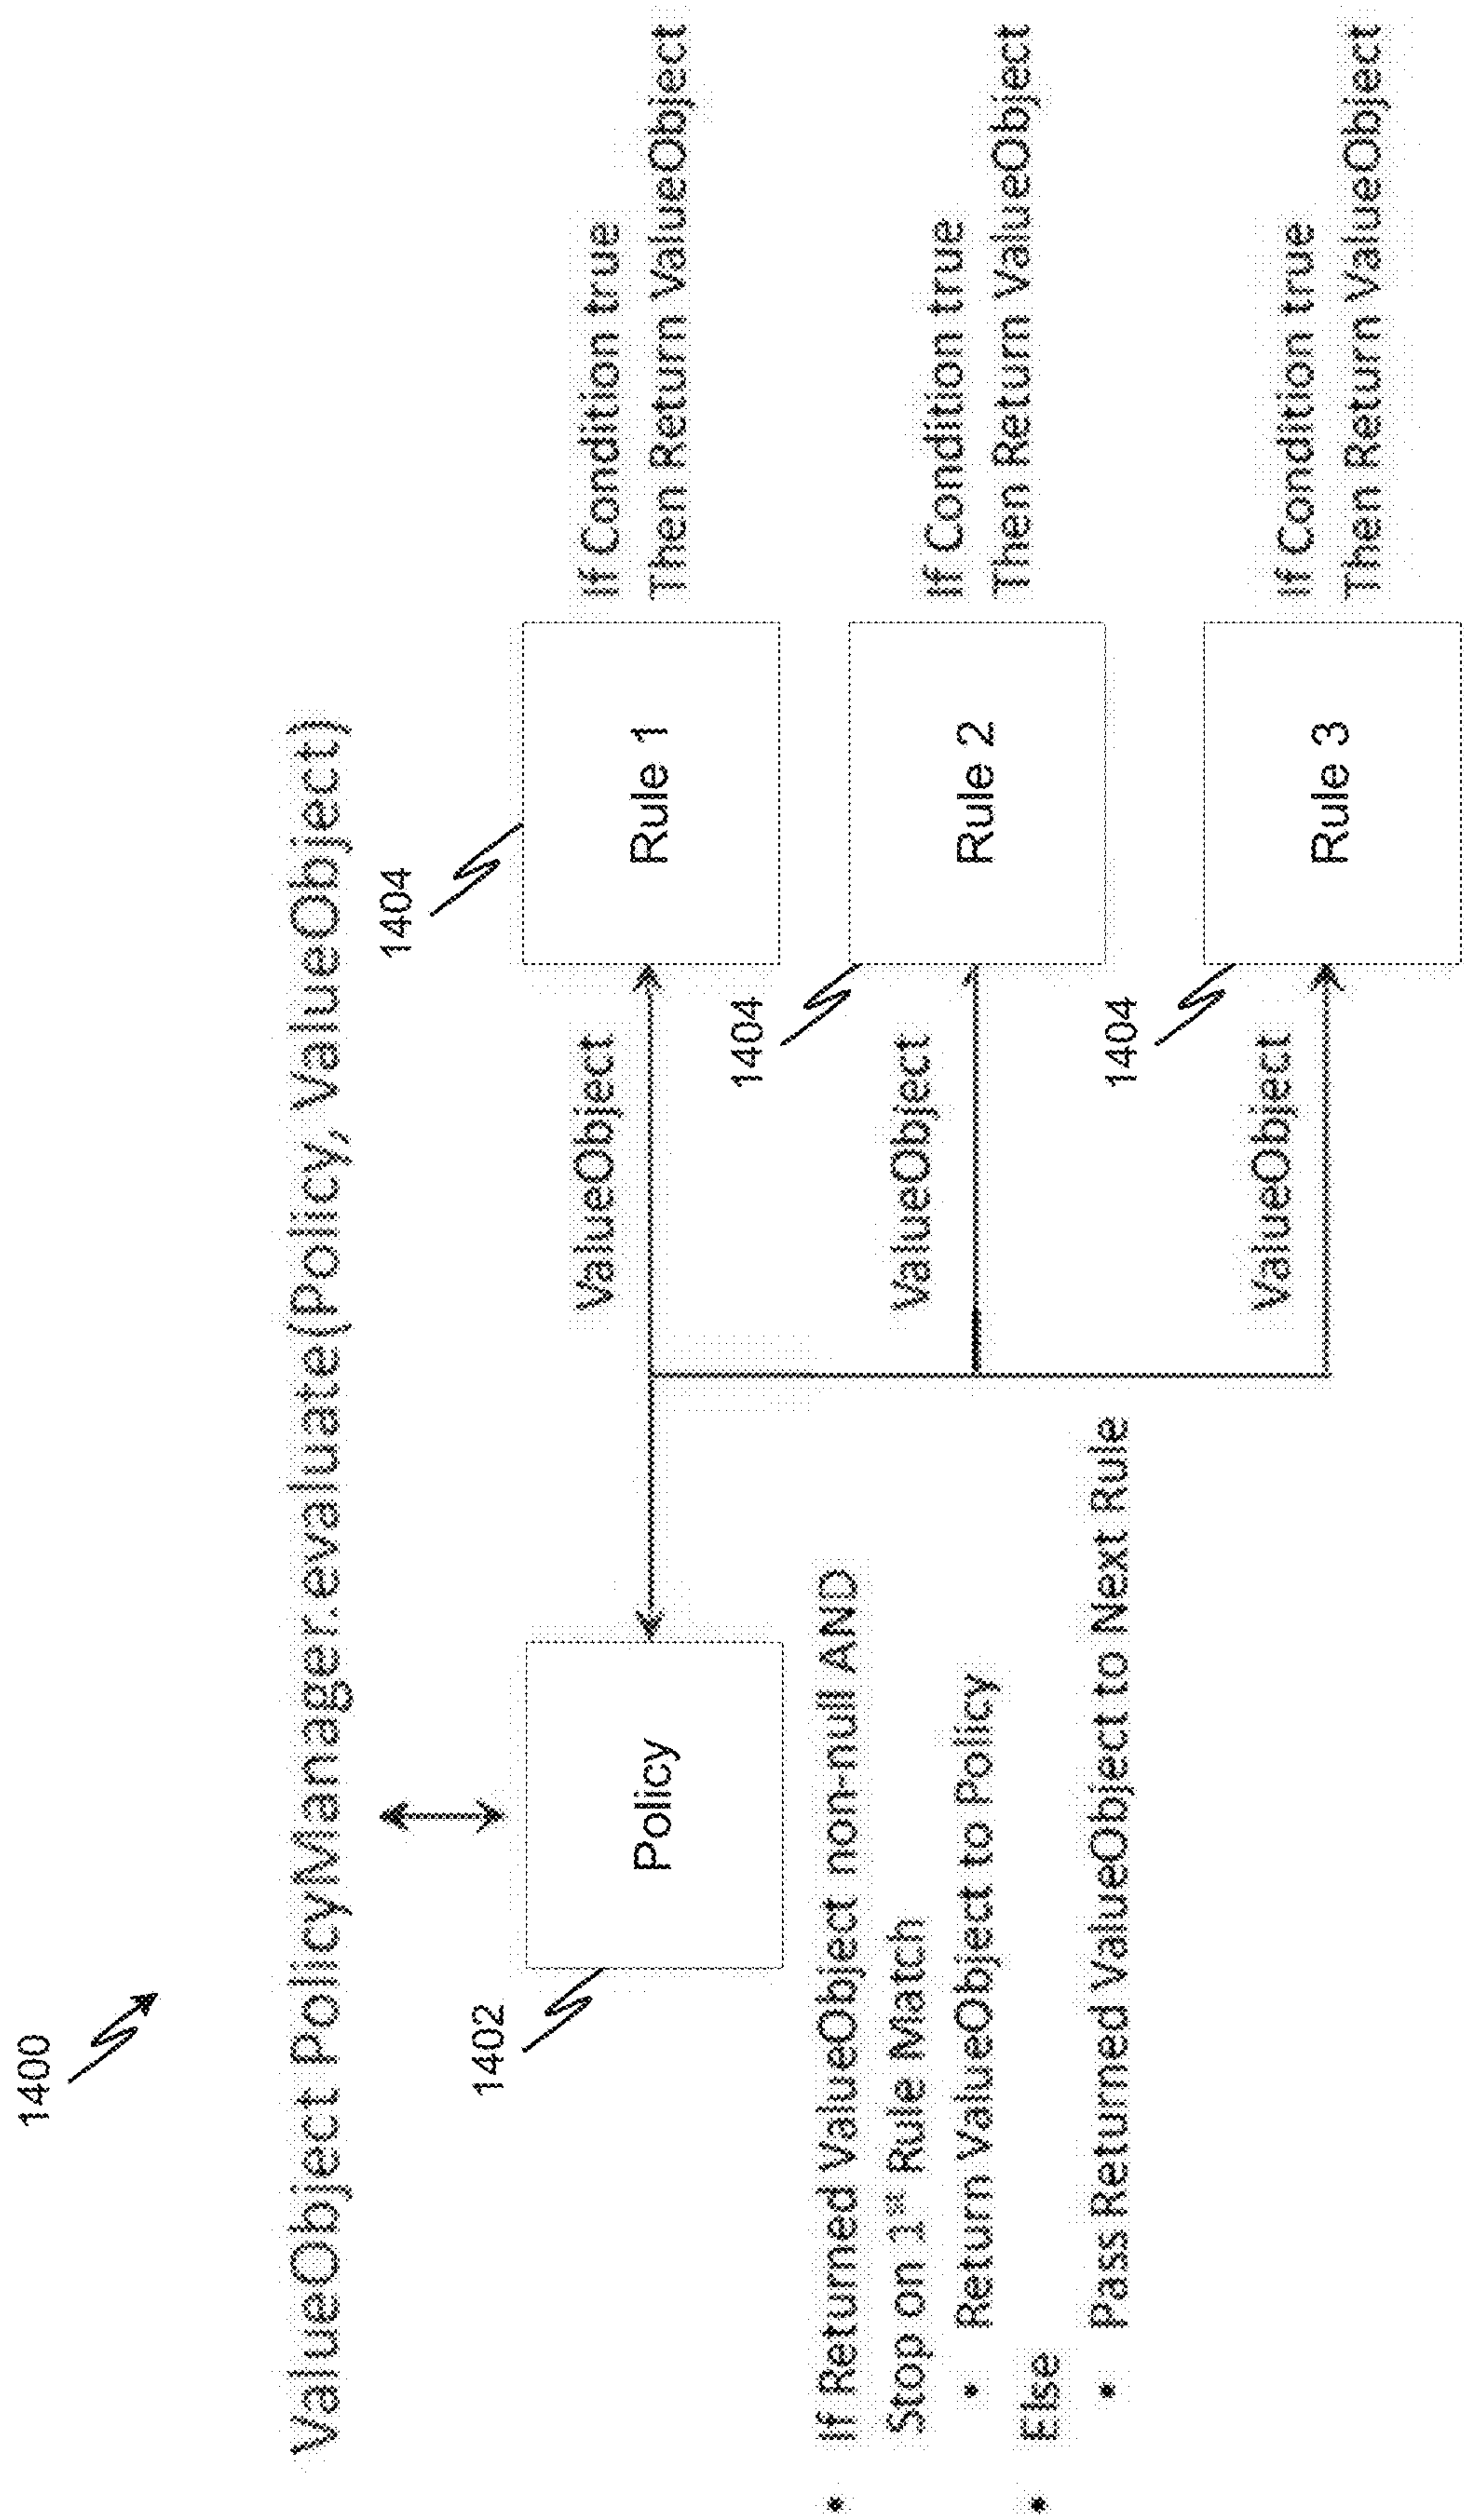 1400
ValueObject PolicyManager.evaluate(Policy, ValueObject)
1402
Policy
ValueObject
1404
Rule 1
If Condition true
Then Return ValueObject
ValueObject
1404
Rule 2
If Condition true
Then Return ValueObject
ValueObject
1404
Rule 3
If Condition true
Then Return ValueObject
• If Returned ValueObject non-null AND
Stop on 1st Rule Match
• Return ValueObject to Policy
• Else
• Pass Returned ValueObject to Next Rule